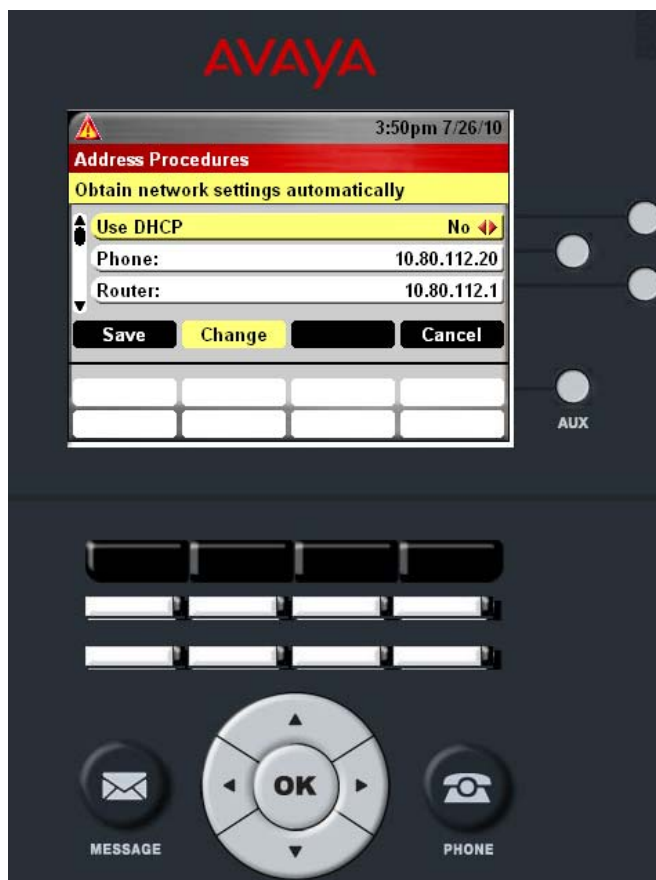 AVAYA
3:50pm 7/26/10
Address Procedures
Obtain network settings automatically
Use DHCP No
Phone: 10.80.112.20
Router: 10.80.112.1
Save Change Cancel
AUX
OK
MESSAGE PHONE